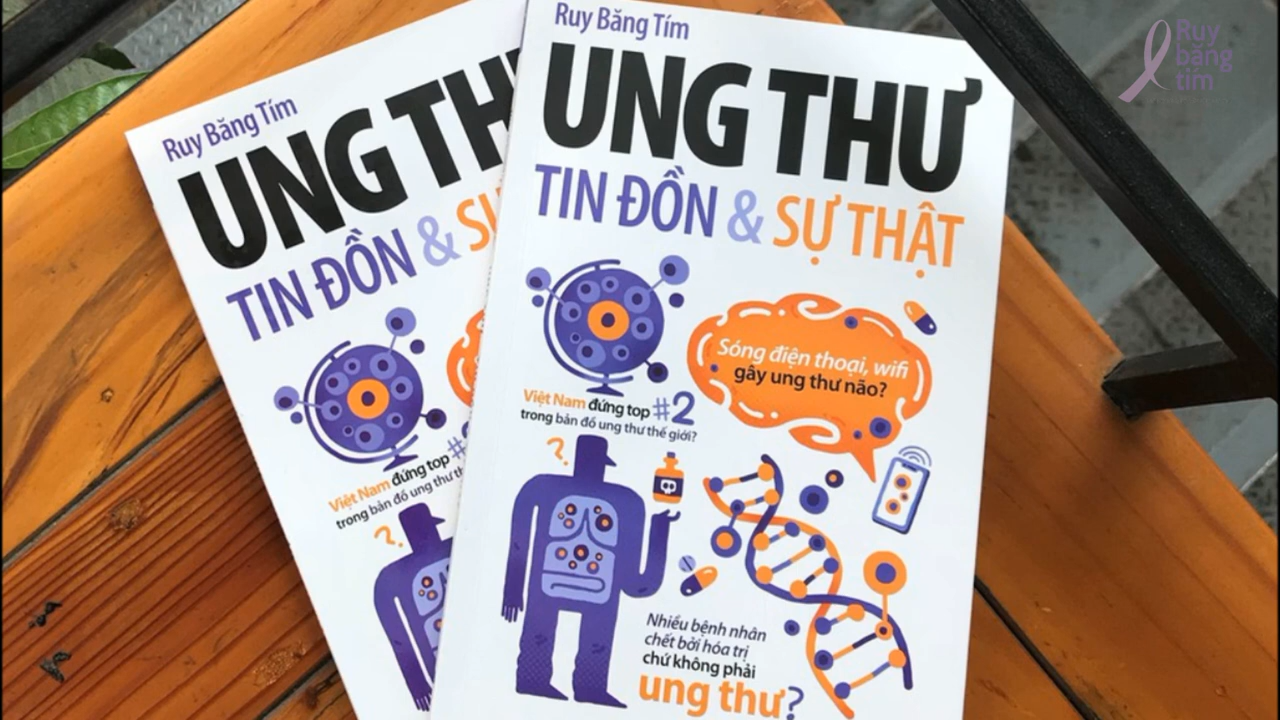 Ruy Băng Tím
UNG THƯ
TIN ĐỒN & SỰ THẬT
Sóng điện thoại, wifi
gây ung thư não?
Việt Nam đứng top #2
trong bản đồ ung thư thế giới?
?
Nhiều bệnh nhân
chết bởi hóa trị
chứ không phải
ung thư?
Ruy Băng Tím
UNG TH
TIN ĐỒN & S
Việt Nam đứng top #
trong bản đồ ung thư th
?
Ruy
băng
tím